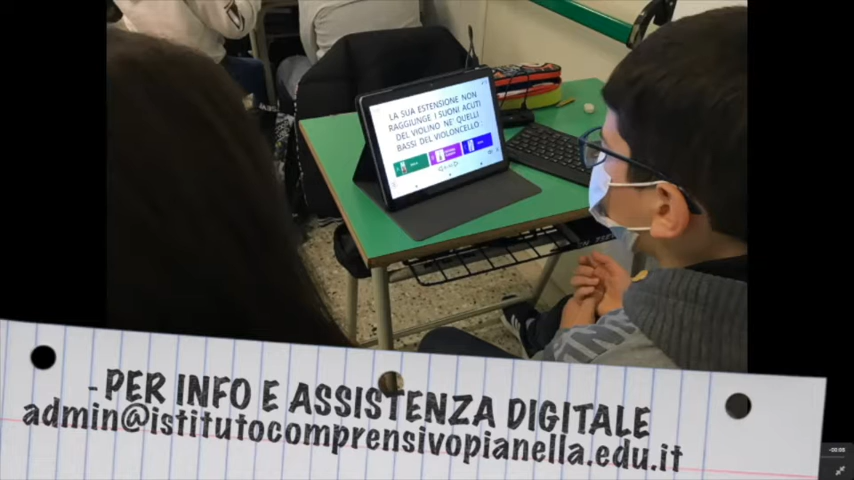 LA SUA ESTENSIONE NON
RAGGIUNGE I SUONI ACUTI
DEL VIOLINO NE' QUELLI
BASSI DEL VIOLONCELLO
-PER INFO E ASSISTENZA DIGITALE
admin@istitutocomprensivopianella.edu.it